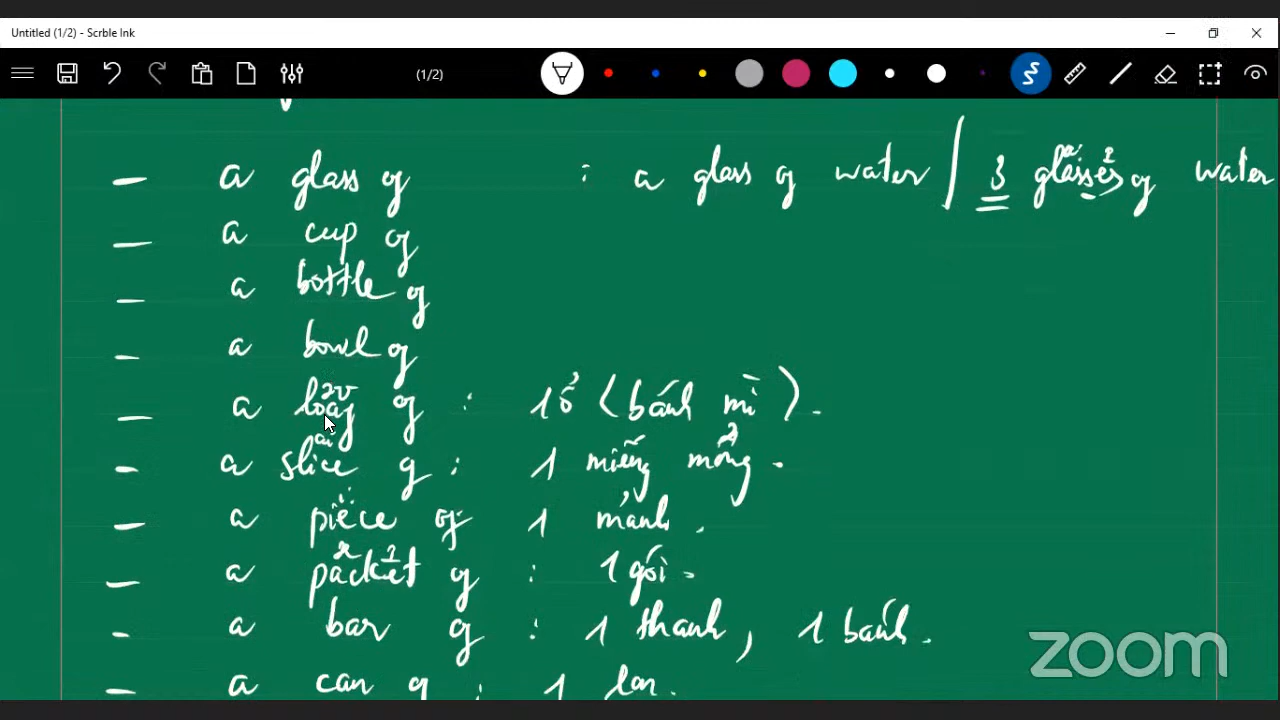 Untitled (1/2) - Scrble Ink
(1/2)
- a glass of : a glass of water / 3 glasses of water
- a cup of
- a bottle of
- a bowl of
- a loaf of : 1 ổ (bánh mì).
- a slice of : 1 miếng mỏng.
- a piece of : 1 mảnh.
- a packet of : 1 gói.
- a bar of : 1 thanh, 1 bánh.
- a can of : 1 lon.
zoom